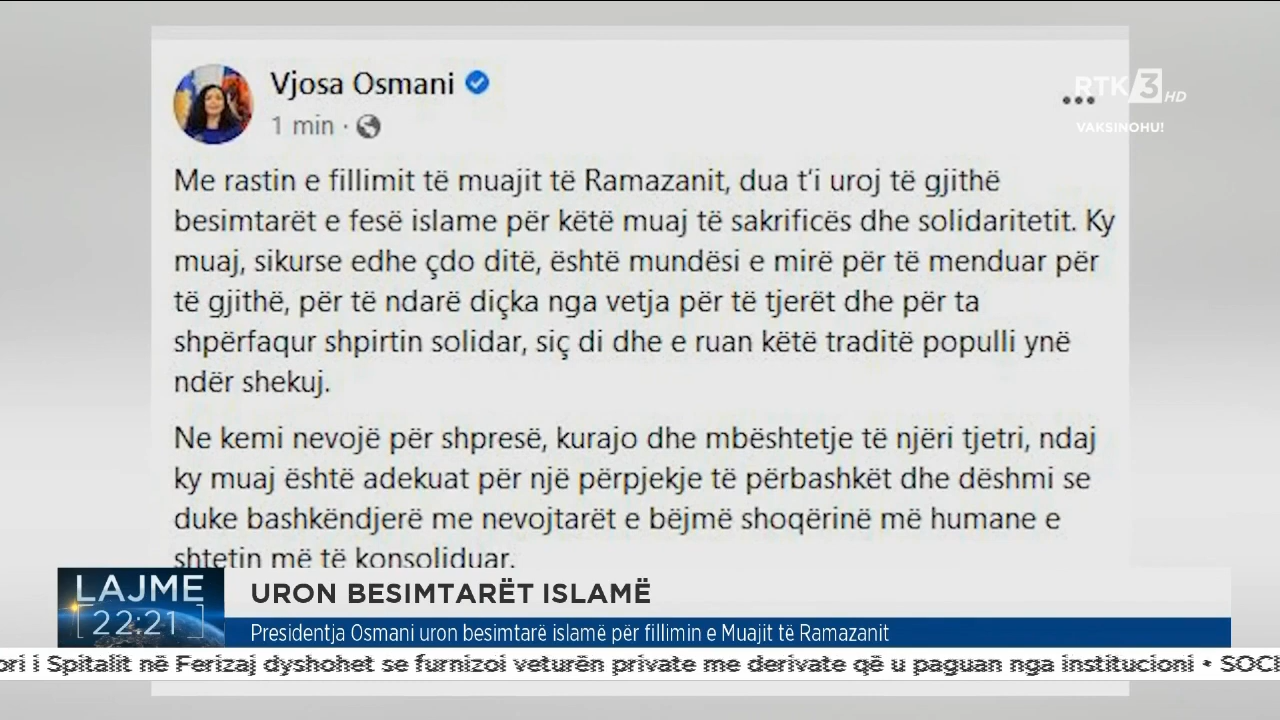 Vjosa Osmani
1 min ·
RTK 3 HD
VAKSINOHU!
Me rastin e fillimit të muajit të Ramazanit, dua t'i uroj të gjithë
besimtarët e fesë islame për këtë muaj të sakrificës dhe solidaritetit. Ky
muaj, sikurse edhe çdo ditë, është mundësi e mirë për të menduar për
të gjithë, për të ndarë diçka nga vetja për të tjerët dhe për ta
shpërfaqur shpirtin solidar, siç di dhe e ruan këtë traditë populli ynë
ndër shekuj.
Ne kemi nevojë për shpresë, kurajo dhe mbështetje të njëri tjetri, ndaj
ky muaj është adekuat për një përpjekje të përbashkët dhe dëshmi se
duke bashkëndjerë me nevojtarët e bëjmë shoqërinë më humane e
shtetin më të konsoliduar.
LAJME
22:21
URON BESIMTARËT ISLAMË
Presidentja Osmani uron besimtarë islamë për fillimin e Muajit të Ramazanit
ori i Spitalit në Ferizaj dyshohet se furnizoi veturën private me derivate që u paguan nga institucioni • SOCI